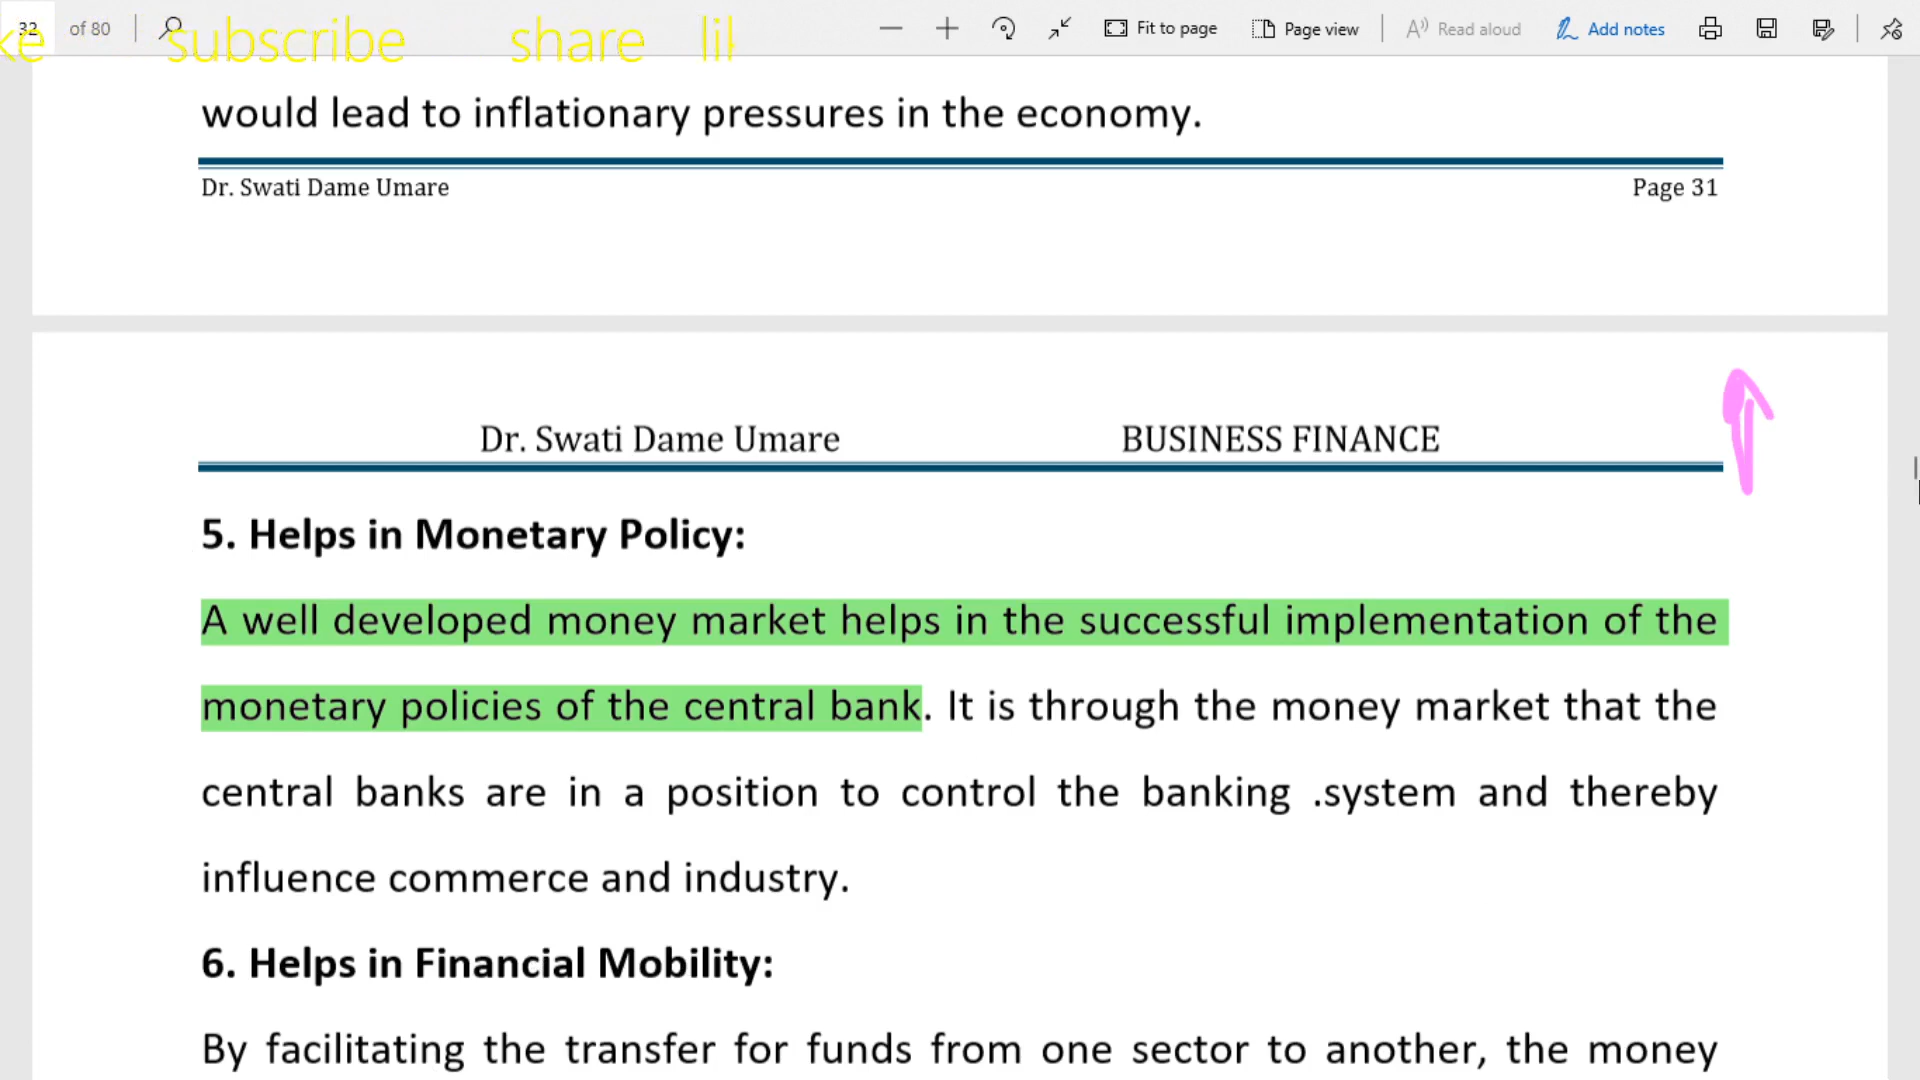 32 of 80 Fit to page Page view Read aloud Add notes
ke subscribe share lik
would lead to inflationary pressures in the economy.
Dr. Swati Dame Umare Page 31
Dr. Swati Dame Umare BUSINESS FINANCE
5. Helps in Monetary Policy:
A well developed money market helps in the successful implementation of the
monetary policies of the central bank. It is through the money market that the
central banks are in a position to control the banking .system and thereby
influence commerce and industry.
6. Helps in Financial Mobility:
By facilitating the transfer for funds from one sector to another, the money